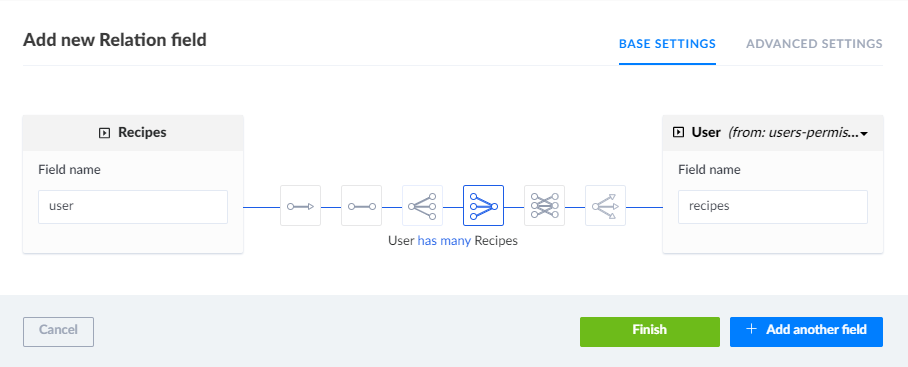 Add new Relation field
BASE SETTINGS
ADVANCED SETTINGS
Recipes
Field name
user
User has many Recipes
User (from: users-permis...
Field name
recipes
Cancel
Finish
Add another field